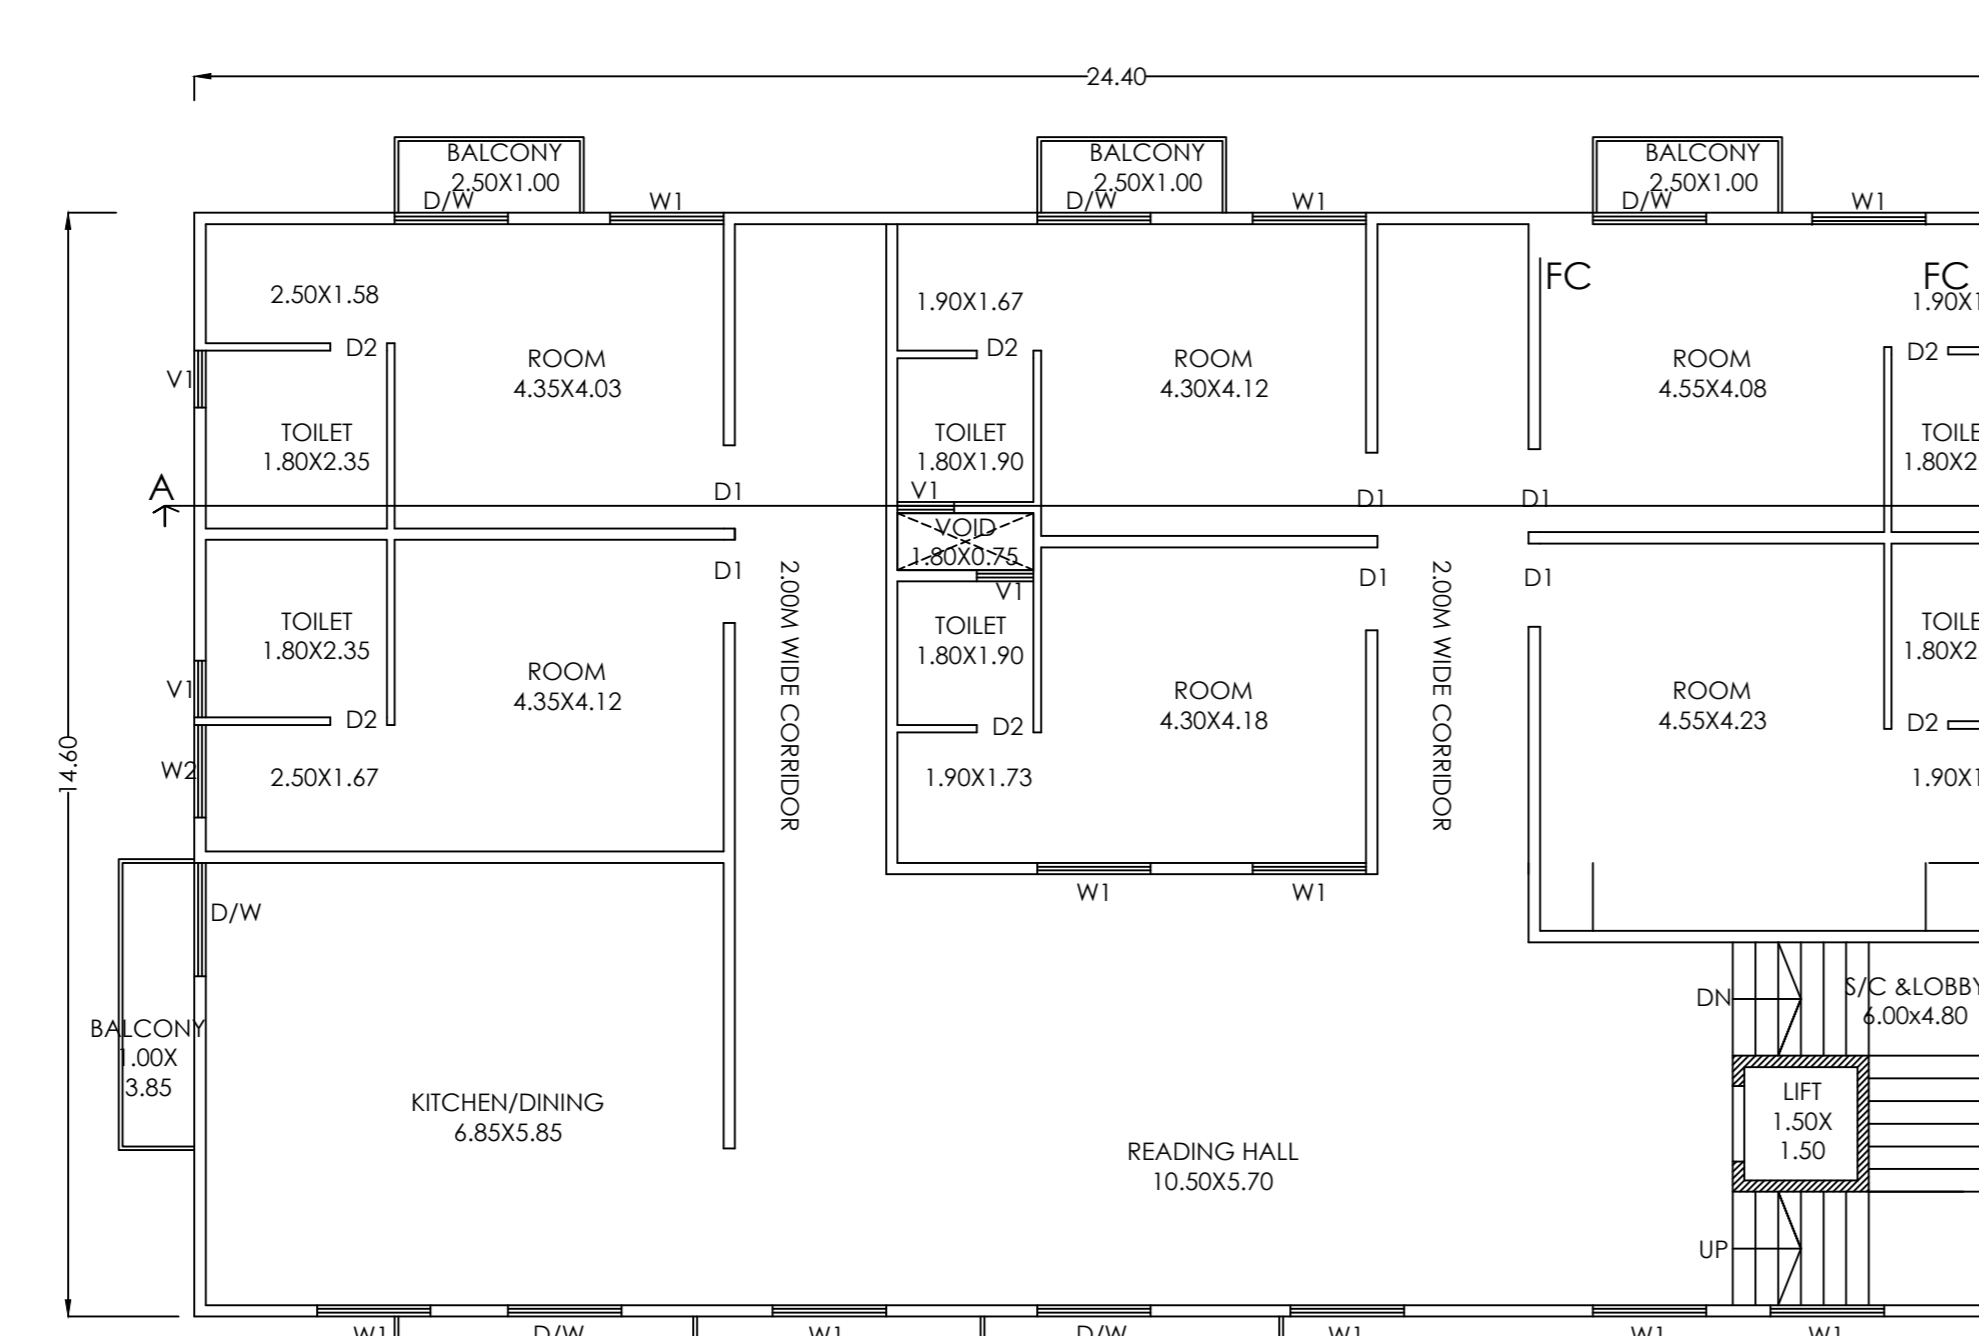 24.40
BALCONY
2.50X1.00
D/W
W1
BALCONY
2.50X1.00
D/W
W1
BALCONY
2.50X1.00
D/W
W1
2.50X1.58
1.90X1.67
FC
FC
D2
ROOM
4.35X4.03
D2
ROOM
4.30X4.12
ROOM
4.55X4.08
D2
V1
TOILET
1.80X2.35
TOILET
1.80X1.90
A
D1
V1
D1
D1
VOID
1.80X0.75
D1
V1
D1
D1
2.00M WIDE CORRIDOR
2.00M WIDE CORRIDOR
TOILET
1.80X2.35
TOILET
1.80X1.90
V1
ROOM
4.35X4.12
ROOM
4.30X4.18
ROOM
4.55X4.23
D2
D2
D2
14.60
W2
2.50X1.67
1.90X1.73
W1
W1
D/W
DN
S/C &LOBBY
6.00x4.80
BALCONY
1.00X
3.85
KITCHEN/DINING
6.85X5.85
READING HALL
10.50X5.70
LIFT
1.50X
1.50
UP
W1
D/W
W1
D/W
W1
W1
W1